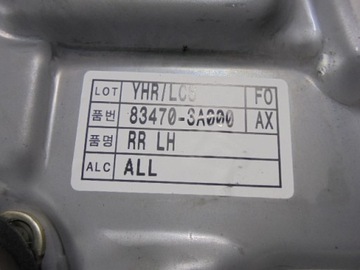 LOT YHR/LC5 FO
품번 83470-3A000 AX
품명 RR LH
ALC ALL